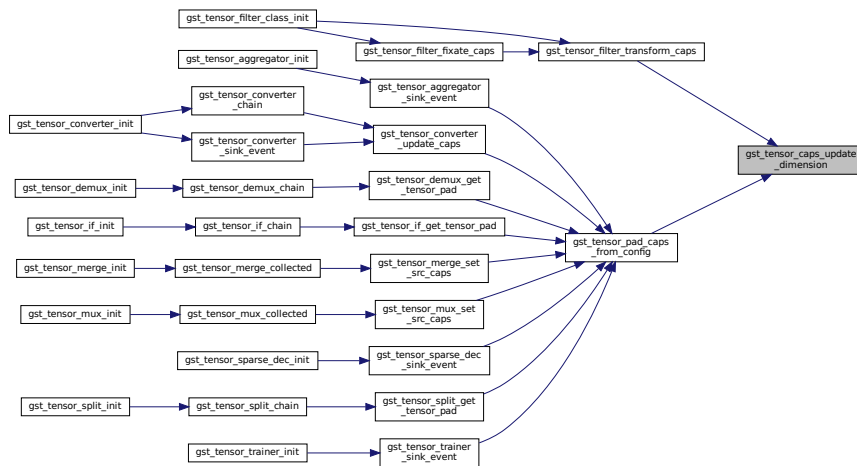 gst_tensor_filter_class_init
gst_tensor_filter_fixate_caps
gst_tensor_filter_transform_caps
gst_tensor_aggregator_init
gst_tensor_aggregator
_sink_event
gst_tensor_converter_init
gst_tensor_converter
_chain
gst_tensor_converter
_sink_event
gst_tensor_converter
_update_caps
gst_tensor_caps_update
_dimension
gst_tensor_demux_init
gst_tensor_demux_chain
gst_tensor_demux_get
_tensor_pad
gst_tensor_if_init
gst_tensor_if_chain
gst_tensor_if_get_tensor_pad
gst_tensor_pad_caps
_from_config
gst_tensor_merge_init
gst_tensor_merge_collected
gst_tensor_merge_set
_src_caps
gst_tensor_mux_init
gst_tensor_mux_collected
gst_tensor_mux_set
_src_caps
gst_tensor_sparse_dec_init
gst_tensor_sparse_dec
_sink_event
gst_tensor_split_init
gst_tensor_split_chain
gst_tensor_split_get
_tensor_pad
gst_tensor_trainer_init
gst_tensor_trainer
_sink_event